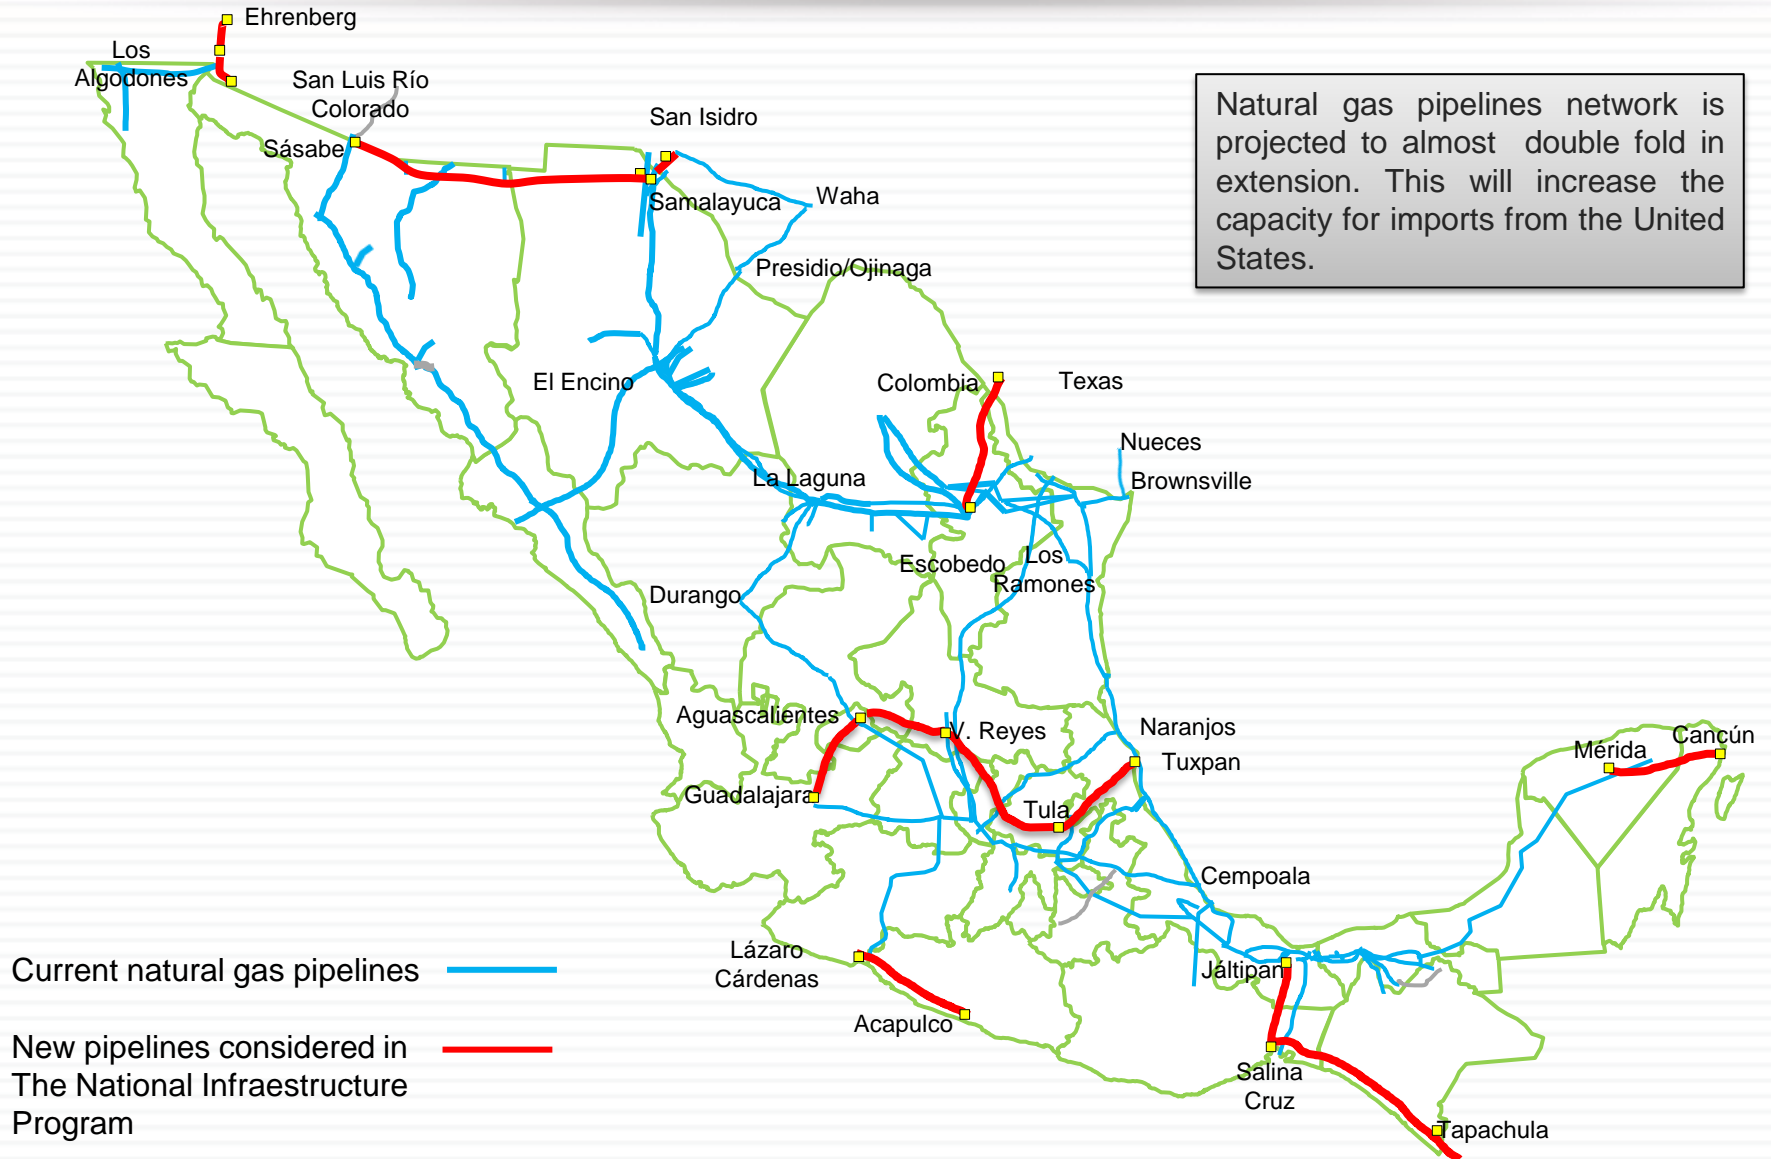 Ehrenberg
Los
Algodones
San Luis Río
Colorado
Sásabe
San Isidro
Samalayuca
Waha
Presidio/Ojinaga
Natural gas pipelines network is
projected to almost double fold in
extension. This will increase the
capacity for imports from the United
States.
El Encino
Colombia
Texas
Nueces
Brownsville
La Laguna
Escobedo
Los
Ramones
Durango
Aguascalientes
V. Reyes
Naranjos
Tuxpan
Mérida
Cancún
Guadalajara
Tula
Cempoala
Lázaro
Cárdenas
Jáltipan
Acapulco
Salina
Cruz
Tapachula
Current natural gas pipelines
New pipelines considered in
The National Infraestructure
Program